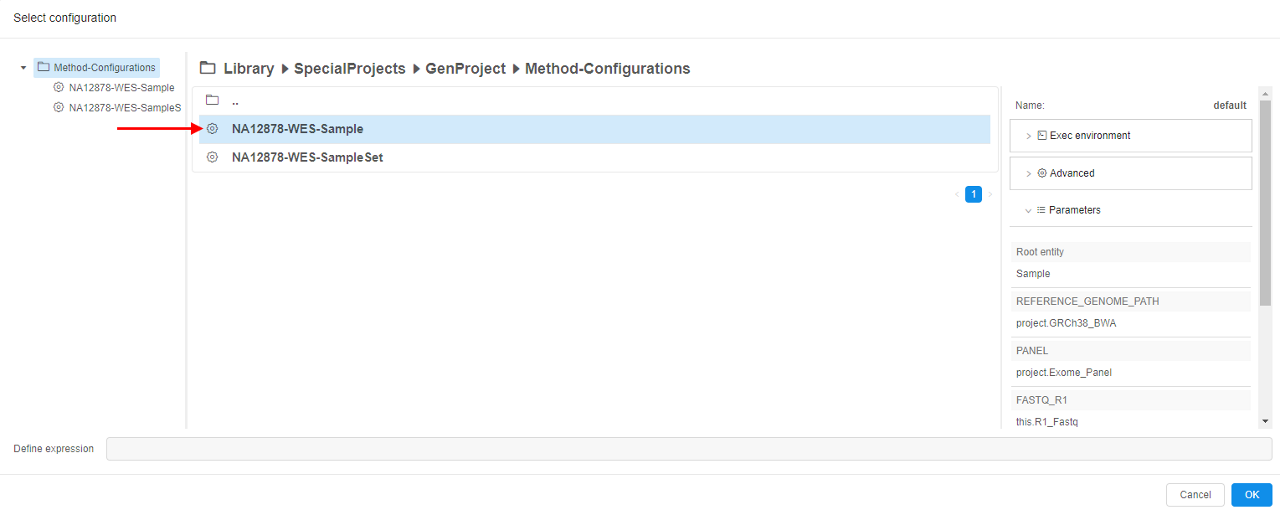 Select configuration
Method-Configurations
NA12878-WES-Sample
NA12878-WES-SampleS
Library SpecialProjects GenProject Method-Configurations
..
NA12878-WES-Sample
NA12878-WES-SampleSet
< 1 >
Name: default
Exec environment
Advanced
Parameters
Root entity
Sample
REFERENCE_GENOME_PATH
project.GRCh38_BWA
PANEL
project.Exome_Panel
FASTQ_R1
this.R1_Fastq
Define expression
Cancel OK